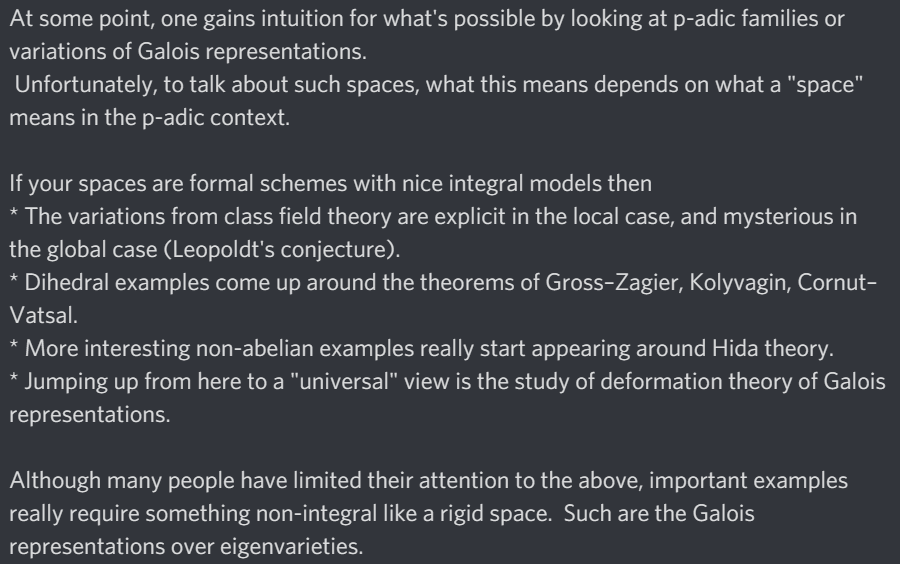 At some point, one gains intuition for what's possible by looking at p-adic families or
variations of Galois representations.
Unfortunately, to talk about such spaces, what this means depends on what a "space"
means in the p-adic context.
If your spaces are formal schemes with nice integral models then
* The variations from class field theory are explicit in the local case, and mysterious in
the global case (Leopoldt's conjecture).
* Dihedral examples come up around the theorems of Gross–Zagier, Kolyvagin, Cornut–
Vatsal.
* More interesting non-abelian examples really start appearing around Hida theory.
* Jumping up from here to a "universal" view is the study of deformation theory of Galois
representations.
Although many people have limited their attention to the above, important examples
really require something non-integral like a rigid space.  Such are the Galois
representations over eigenvarieties.